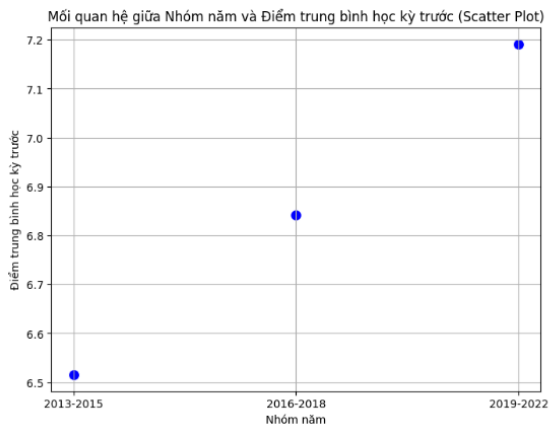 Mối quan hệ giữa Nhóm năm và Điểm trung bình học kỳ trước (Scatter Plot)
7.2
7.1
7.0
6.9
6.8
6.7
6.6
6.5
Điểm trung bình học kỳ trước
2013-2015 2016-2018 2019-2022
Nhóm năm